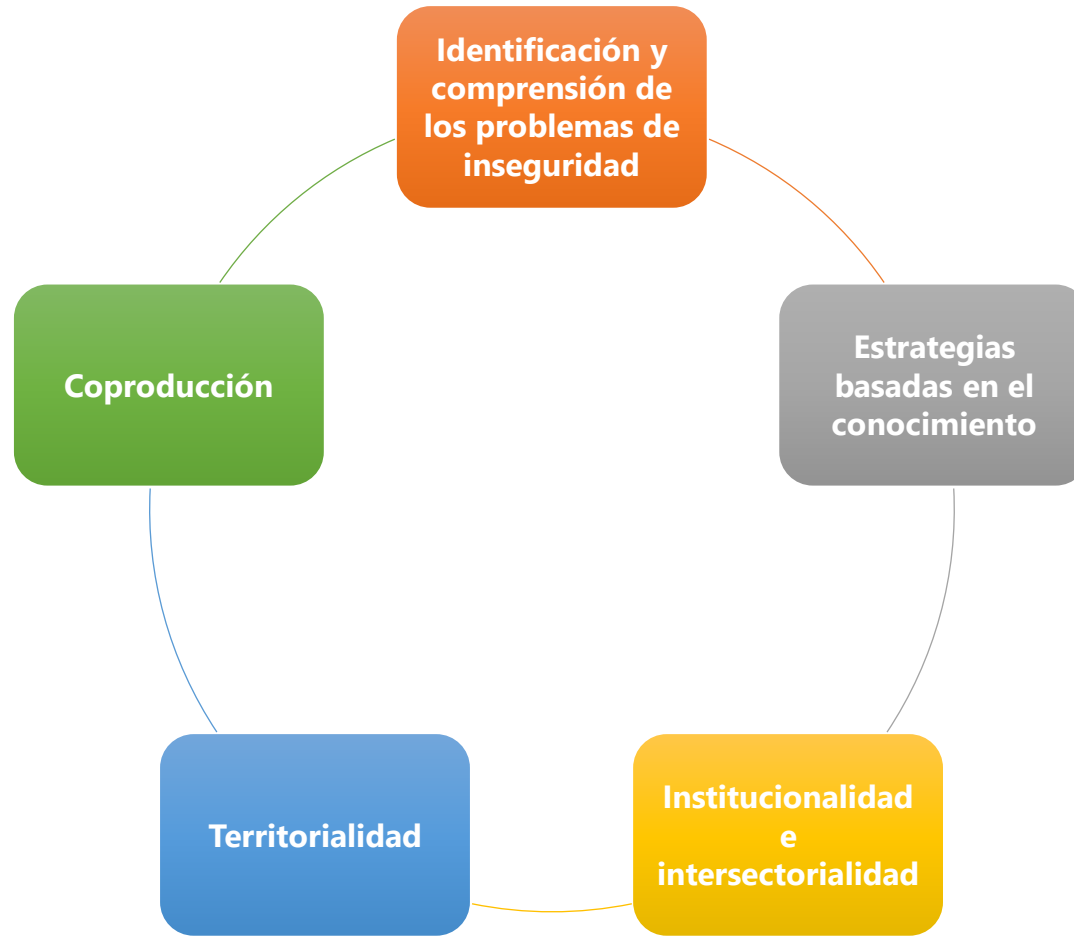 Identificación y
comprensión de
los problemas de
inseguridad
Estrategias
basadas en el
conocimiento
Institucionalidad
e
intersectorialidad
Territorialidad
Coproducción